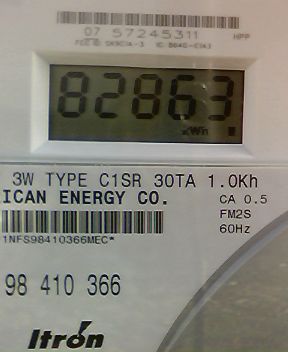 07 57245311 HPP
82863
kWh
3W TYPE C1SR 30TA 1.0Kh
ICAN ENERGY CO. CA 0.5
FM2S
1NFS98410366MEC* 60Hz
98 410 366
Itron